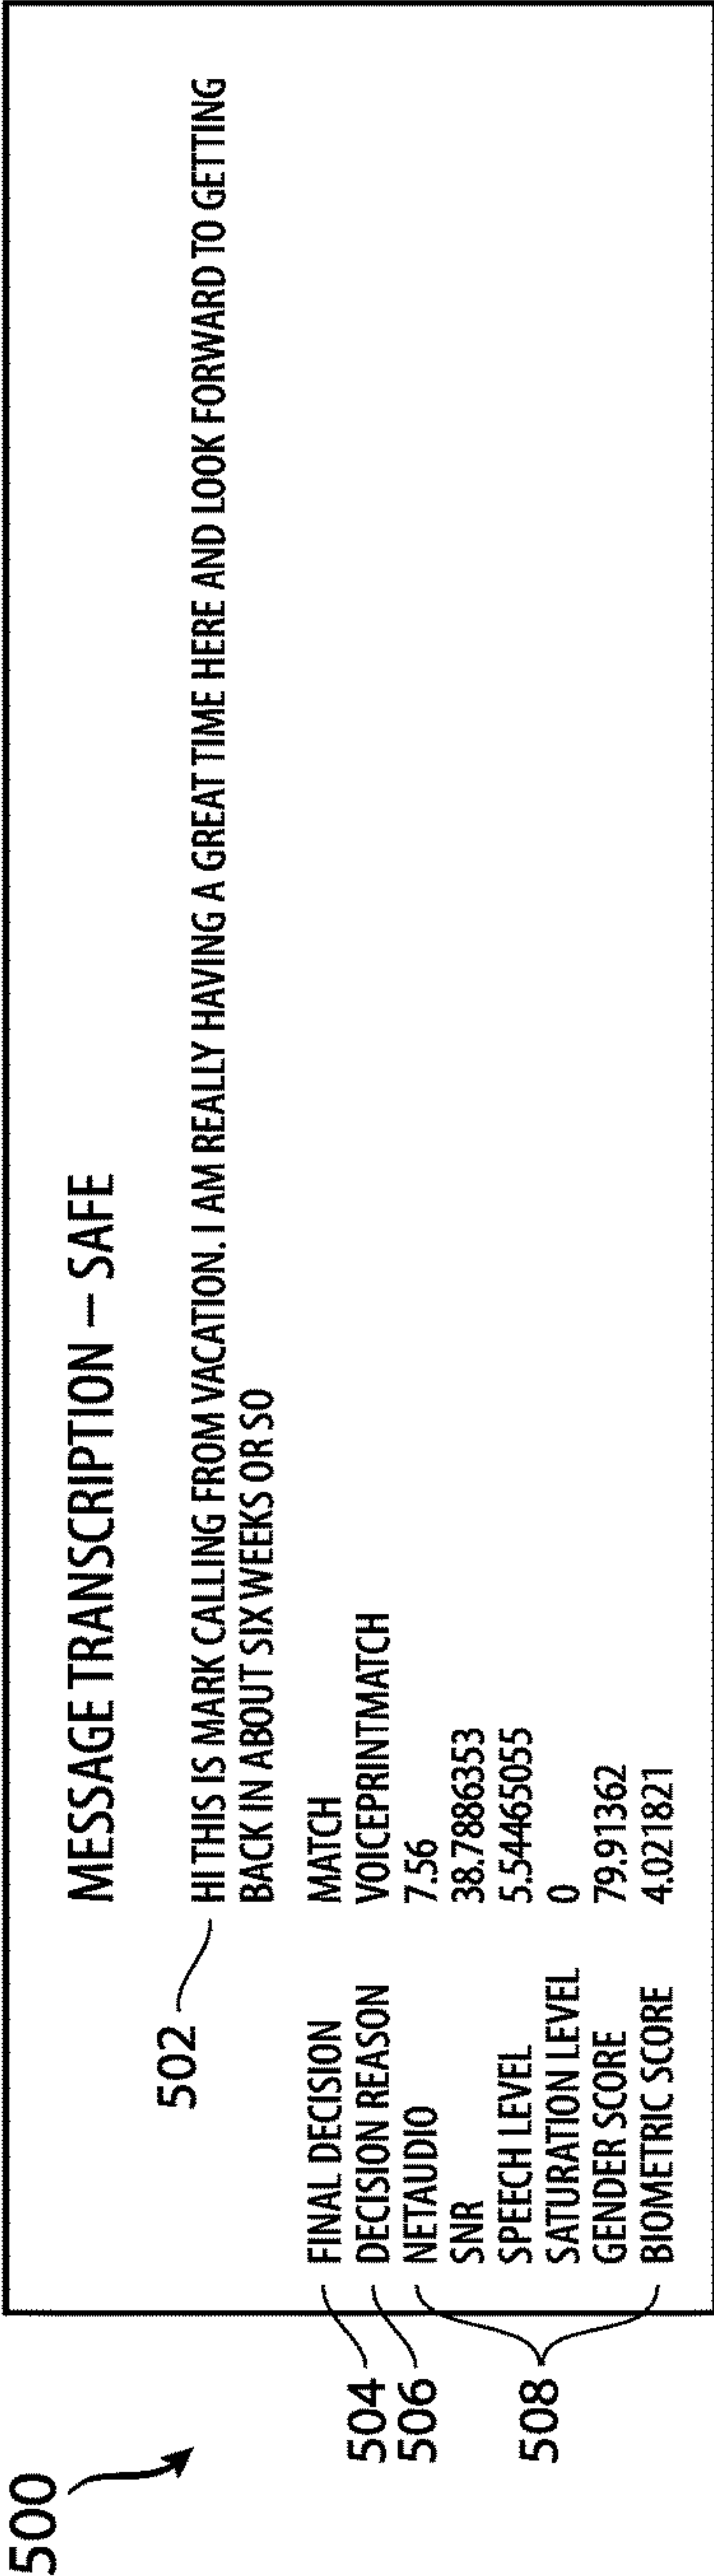 500
MESSAGE TRANSCRIPTION – SAFE
502
HI THIS IS MARK CALLING FROM VACATION. I AM REALLY HAVING A GREAT TIME HERE AND LOOK FORWARD TO GETTING
BACK IN ABOUT SIX WEEKS OR SO
504 FINAL DECISION MATCH
506 DECISION REASON VOICEPRINTMATCH
NETAUDIO 7.56
SNR 38.7886353
508 SPEECH LEVEL 5.54465055
SATURATION LEVEL 0
GENDER SCORE 79.91362
BIOMETRIC SCORE 4.021821